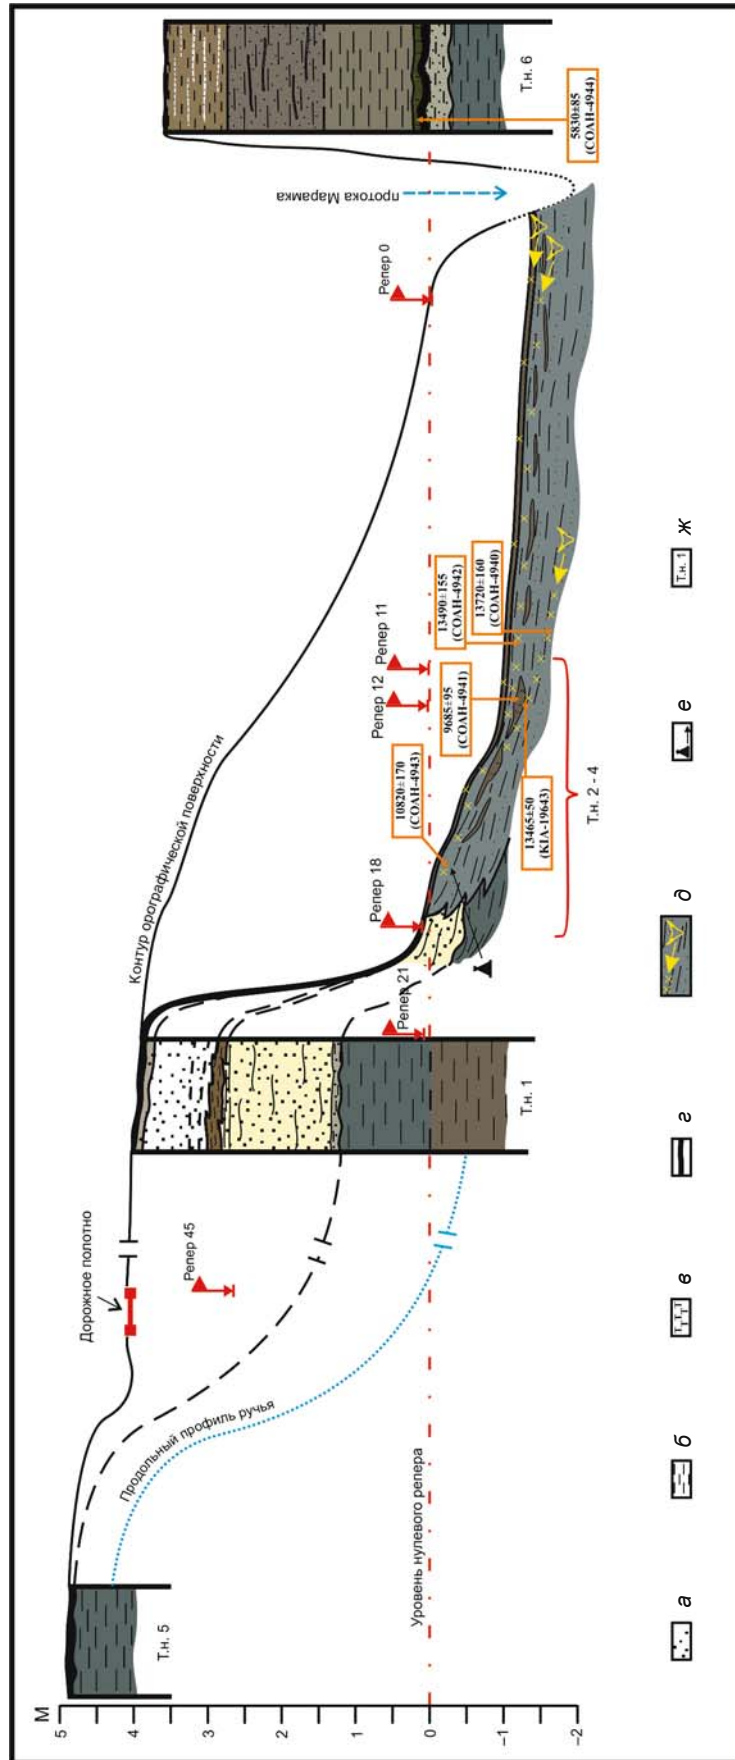 М
5
4
3
2
1
0
−1
−2
Т.н. 5
Продольный профиль ручья
Дорожное полотно
Репер 45
Уровень нулевого репера
Т.н. 1
Репер 21
Репер 18
Контур орографической поверхности
10820±170
(СОАН-4943)
Репер 12
Репер 11
9685±95
(СОАН-4941)
13490±155
(СОАН-4942)
13720±160
(СОАН-4940)
13465±50
(KIA-19643)
Т.н. 2 - 4
Репер 0
протока Марамка
5830±85
(СОАН-4944)
Т.н. 6
а
б
в
г
д
е
Т.н. 1
ж